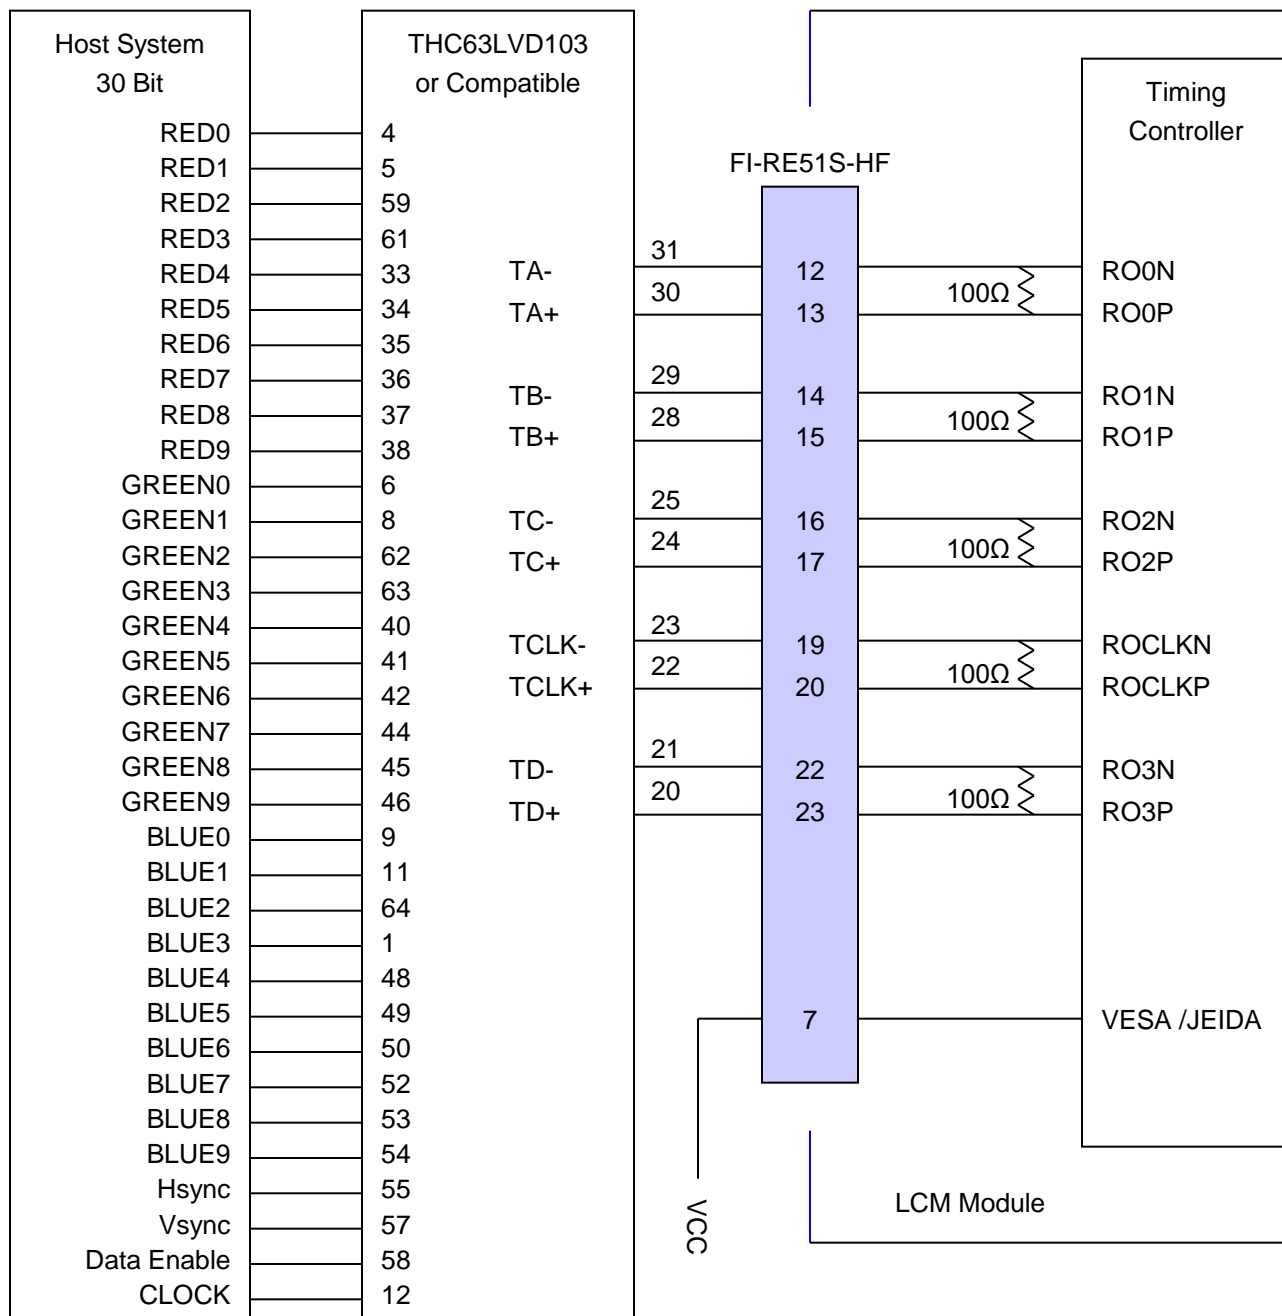 Host System
30 Bit
THC63LVD103
or Compatible
Timing
Controller
FI-RE51S-HF
RED0 4
RED1 5
RED2 59
RED3 61
RED4 33
RED5 34
RED6 35
RED7 36
RED8 37
RED9 38
GREEN0 6
GREEN1 8
GREEN2 62
GREEN3 63
GREEN4 40
GREEN5 41
GREEN6 42
GREEN7 44
GREEN8 45
GREEN9 46
BLUE0 9
BLUE1 11
BLUE2 64
BLUE3 1
BLUE4 48
BLUE5 49
BLUE6 50
BLUE7 52
BLUE8 53
BLUE9 54
Hsync 55
Vsync 57
Data Enable 58
CLOCK 12
TA- 31 12 RO0N
100Ω
TA+ 30 13 RO0P
TB- 29 14 RO1N
100Ω
TB+ 28 15 RO1P
TC- 25 16 RO2N
100Ω
TC+ 24 17 RO2P
TCLK- 23 19 ROCLKN
100Ω
TCLK+ 22 20 ROCLKP
TD- 21 22 RO3N
100Ω
TD+ 20 23 RO3P
7 VESA /JEIDA
VCC
LCM Module